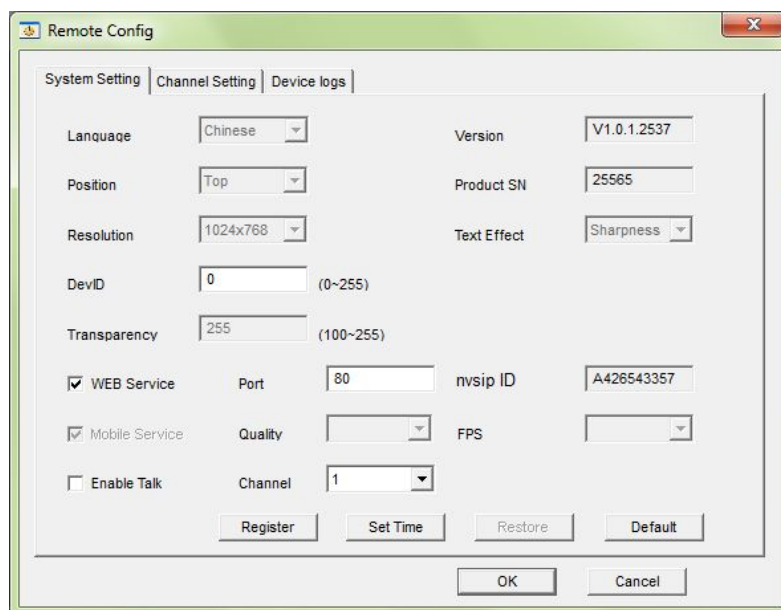 Remote Config
System Setting Channel Setting Device logs
Language Chinese Version V1.0.1.2537
Position Top Product SN 25565
Resolution 1024x768 Text Effect Sharpness
DevID 0 (0~255)
Transparency 255 (100~255)
WEB Service Port 80 nvsip ID A426543357
Mobile Service Quality FPS
Enable Talk Channel 1
Register Set Time Restore Default
OK Cancel